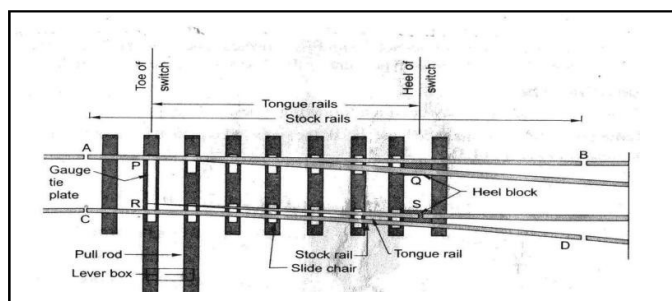 Toe of
switch
Heel of
switch
Tongue rails
Stock rails
A
B
P
Gauge
tie
plate
Q
Heel block
R
S
C
D
Pull rod
Stock rail
Tongue rail
Slide chair
Lever box